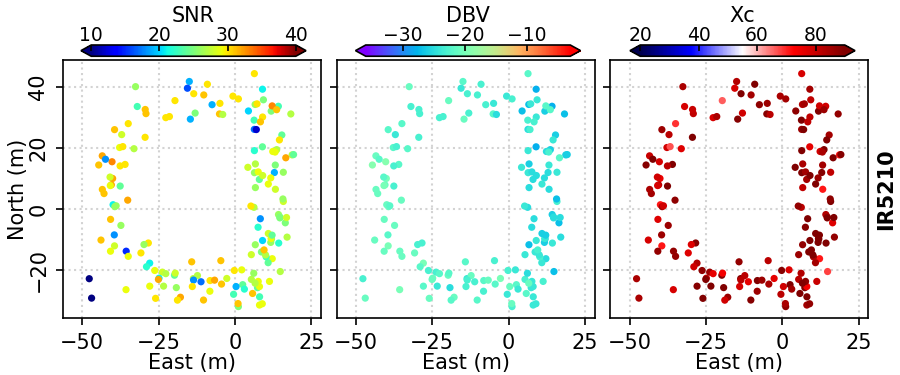 SNR DBV Xc
10 20 30 40 −30 −20 −10 20 40 60 80
40
20
0
−20
North (m)
IR5210
−50 −25 0 25 −50 −25 0 25 −50 −25 0 25
East (m) East (m) East (m)